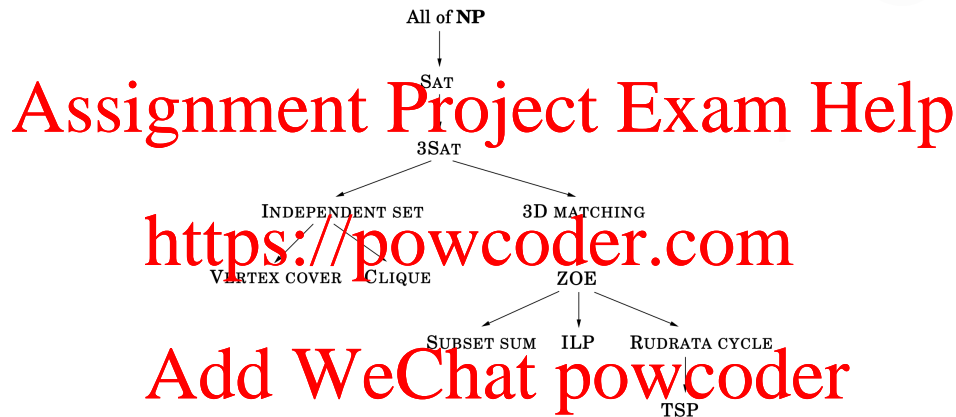 All of NP
SAT
Assignment Project Exam Help
3SAT
INDEPENDENT SET 3D MATCHING
https://powcoder.com
VERTEX COVER CLIQUE ZOE
SUBSET SUM ILP RUDRATA CYCLE
Add WeChat powcoder
TSP